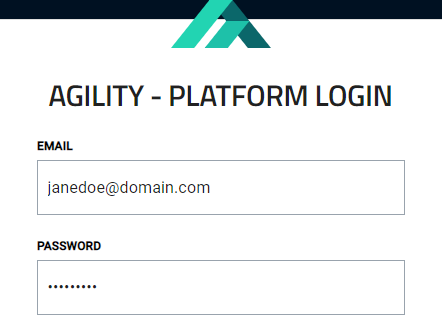 AGILITY - PLATFORM LOGIN
EMAIL
janedoe@domain.com
PASSWORD
•••••••••